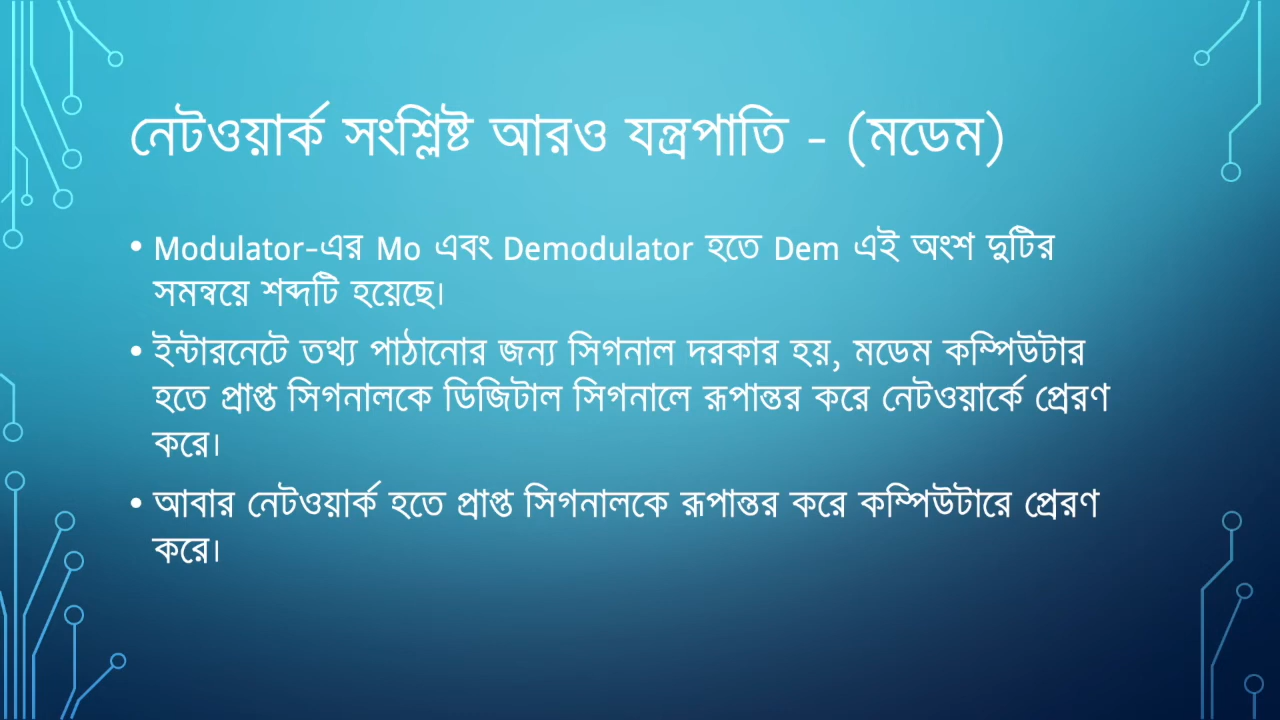 নেটওয়ার্ক সংশ্লিষ্ট আরও যন্ত্রপাতি - (মডেম)
• Modulator-এর Mo এবং Demodulator হতে Dem এই অংশ দুটির
সমন্বয়ে শব্দটি হয়েছে।
• ইন্টারনেটে তথ্য পাঠানোর জন্য সিগনাল দরকার হয়, মডেম কম্পিউটার
হতে প্রাপ্ত সিগনালকে ডিজিটাল সিগনালে রূপান্তর করে নেটওয়ার্কে প্রেরণ
করে।
• আবার নেটওয়ার্ক হতে প্রাপ্ত সিগনালকে রূপান্তর করে কম্পিউটারে প্রেরণ
করে।